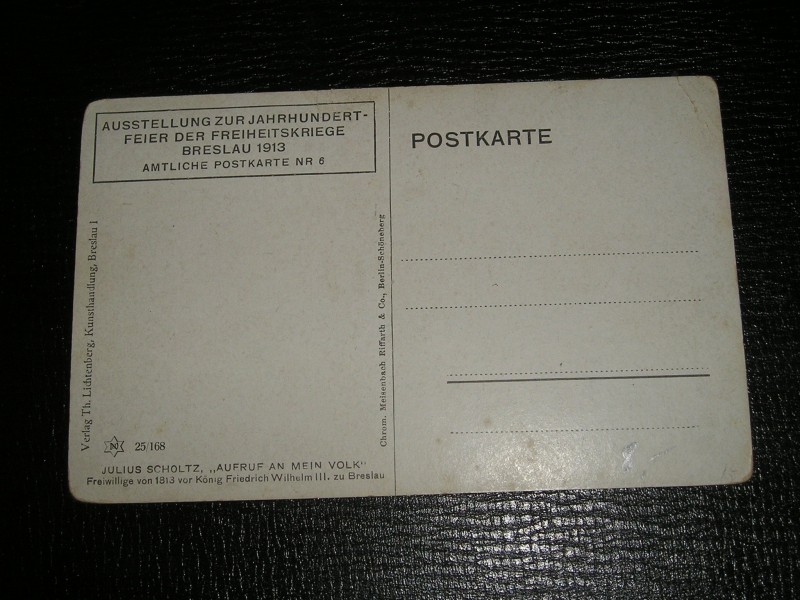 AUSSTELLUNG ZUR JAHRHUNDERT-
FEIER DER FREIHEITSKRIEGE
BRESLAU 1913
AMTLICHE POSTKARTE NR 6
POSTKARTE
Verlag Th. Lichtenberg, Kunsthandlung, Breslau I
Chrom. Meisenbach Riffarth & Co., Berlin-Schöneberg
25/168
JULIUS SCHOLTZ, „AUFRUF AN MEIN VOLK“
Freiwillige von 1813 vor König Friedrich Wilhelm III. zu Breslau